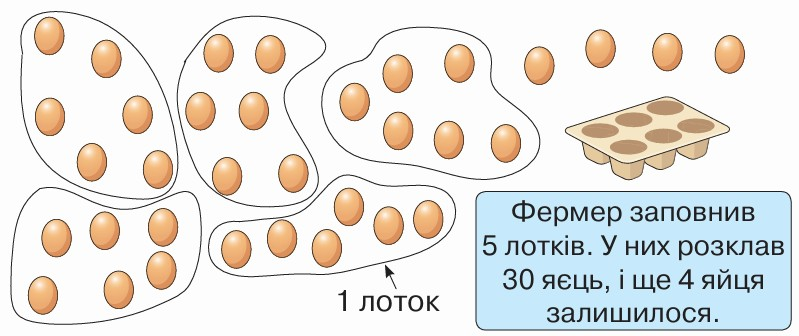 1 лоток
Фермер заповнив
5 лотків. У них розклав
30 яєць, і ще 4 яйця
залишилося.